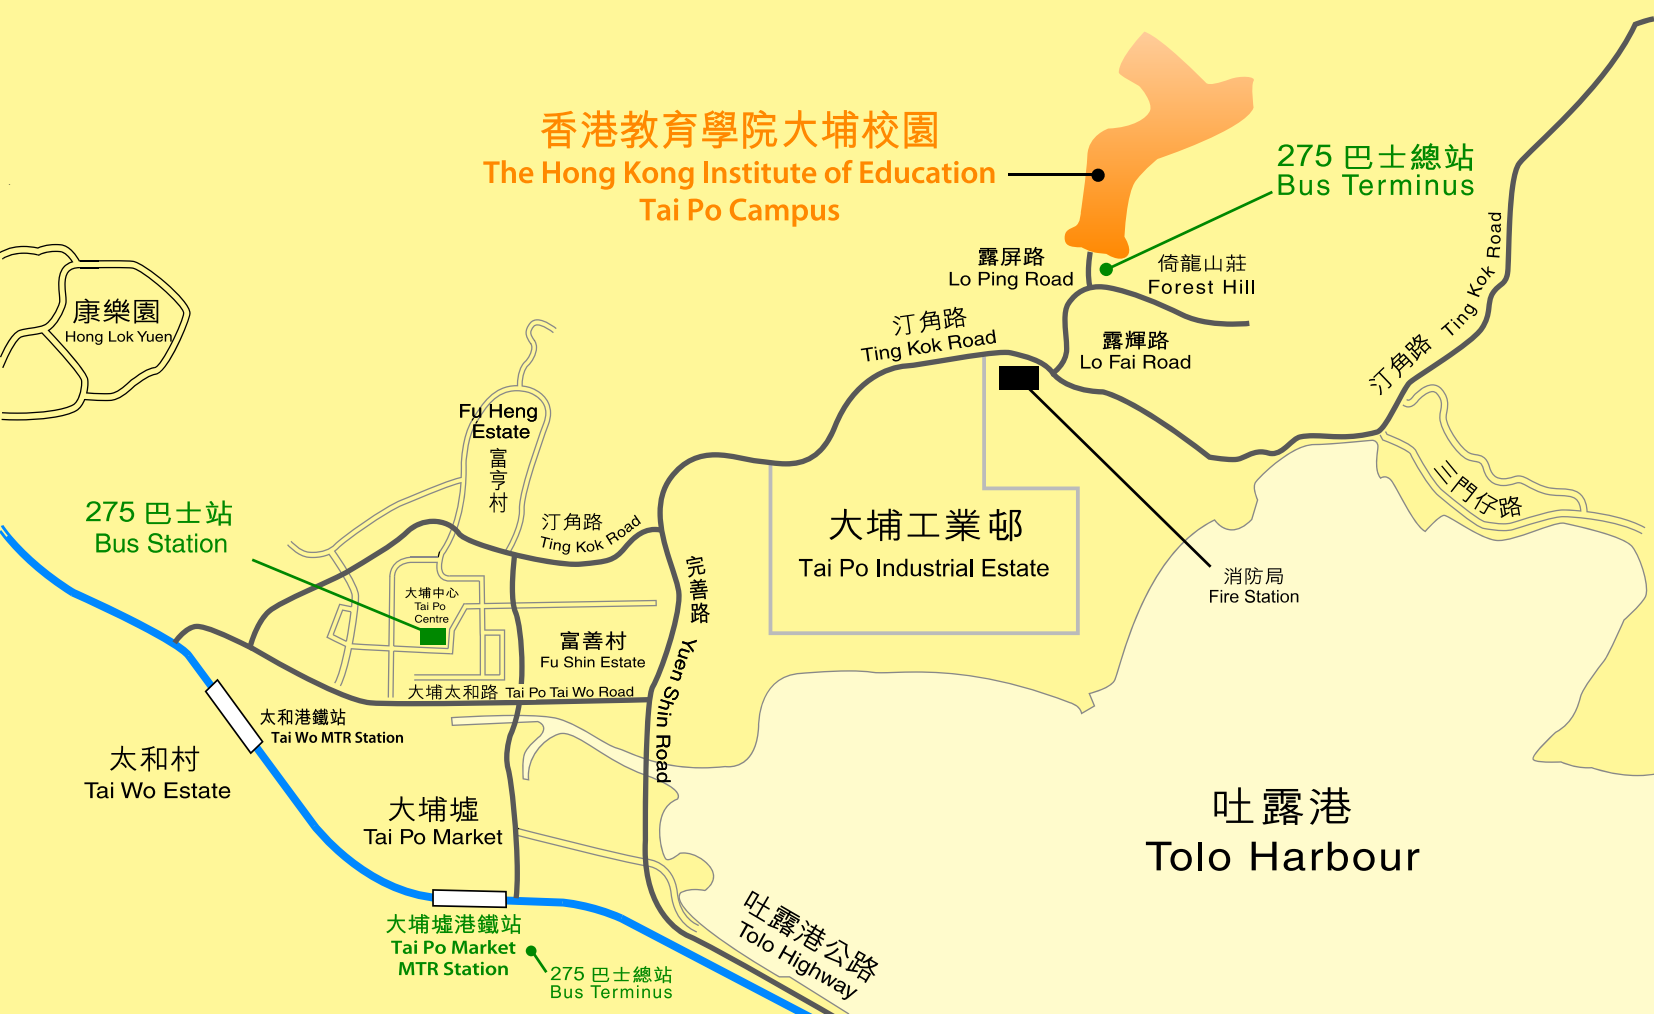 香港教育學院大埔校園
The Hong Kong Institute of Education
Tai Po Campus
275 巴士總站
Bus Terminus
露屏路
Lo Ping Road
倚龍山莊
Forest Hill
汀角路
Ting Kok Road
露輝路
Lo Fai Road
汀角路 Ting Kok Road
康樂園
Hong Lok Yuen
Fu Heng
Estate
富
亨
村
三門仔路
275 巴士站
Bus Station
汀角路
Ting Kok Road
大埔工業邨
Tai Po Industrial Estate
消防局
Fire Station
完善路 Yuen Shin Road
大埔中心
Tai Po
Centre
富善村
Fu Shin Estate
大埔太和路 Tai Po Tai Wo Road
太和港鐵站
Tai Wo MTR Station
太和村
Tai Wo Estate
大埔墟
Tai Po Market
吐露港
Tolo Harbour
大埔墟港鐵站
Tai Po Market
MTR Station
275 巴士總站
Bus Terminus
吐露港公路
Tolo Highway